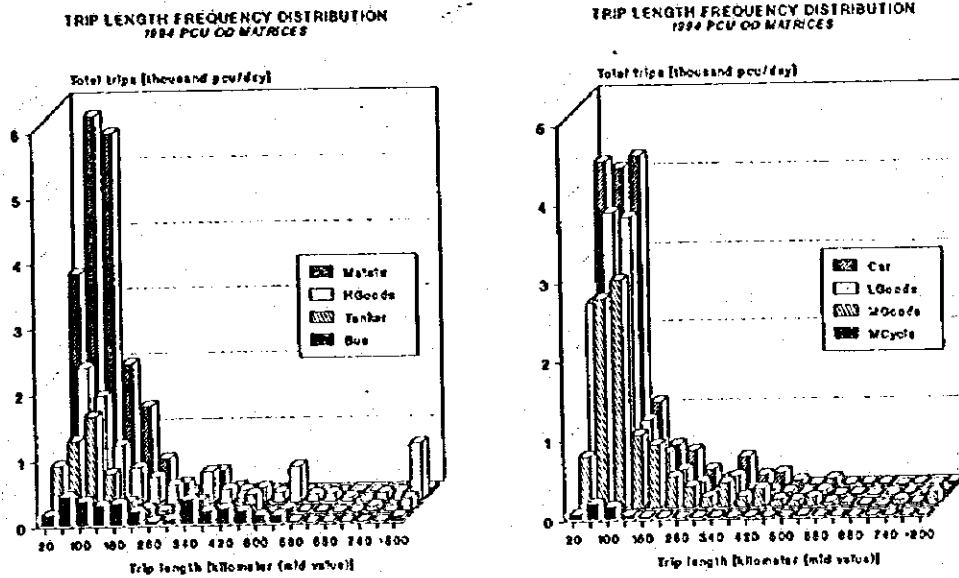 TRIP LENGTH FREQUENCY DISTRIBUTION
1994 PCU OD MATRICES
Total trips [thousand pcu/day]
6
5
4
3
2
1
0
Matatu
HGoods
Tanker
Bus
20 100 180 260 340 420 500 580 660 740 >800
Trip length [kilometer (mid value)]
TRIP LENGTH FREQUENCY DISTRIBUTION
1994 PCU OD MATRICES
Total trips [thousand pcu/day]
5
4
3
2
1
0
Car
LGoods
MGoods
MCycle
20 100 180 260 340 420 500 580 660 740 >800
Trip length [kilometer (mid value)]